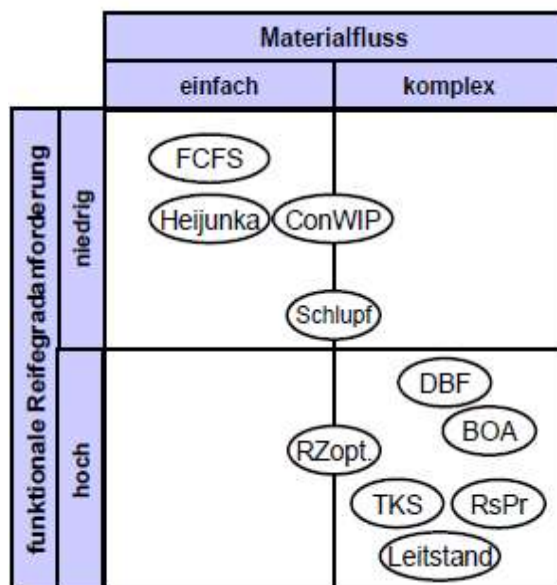 Materialfluss
einfach
komplex
funktionale Reifegradanforderung
niedrig
FCFS
Heijunka
ConWIP
Schlupf
hoch
DBF
BOA
RZopt.
TKS
RsPr
Leitstand